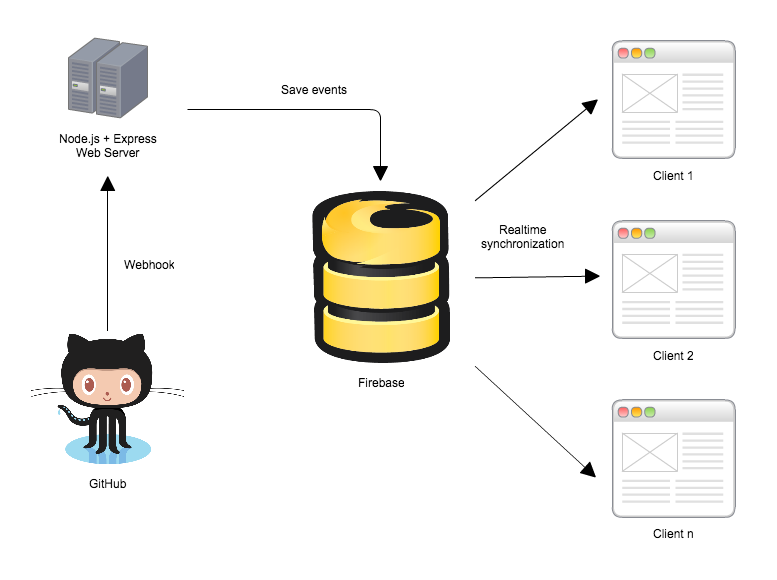 Save events
Node.js + Express
Web Server
Client 1
Webhook
Realtime
synchronization
Client 2
Firebase
GitHub
Client n